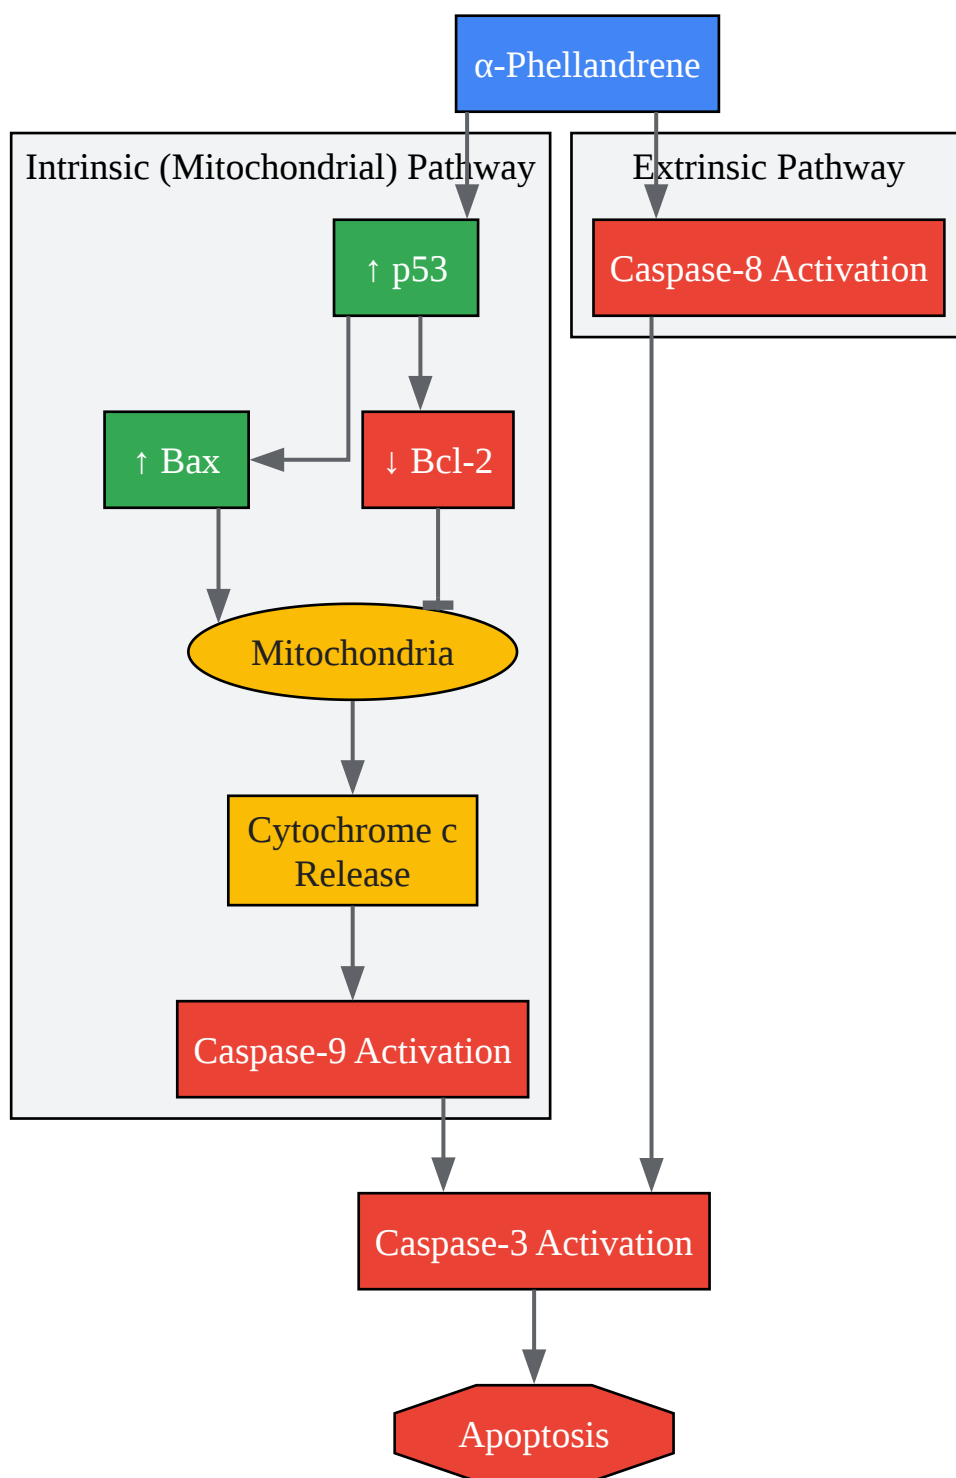 α-Phellandrene
Intrinsic (Mitochondrial) Pathway
Extrinsic Pathway
↑ p53
Caspase-8 Activation
↑ Bax
↓ Bcl-2
Mitochondria
Cytochrome c
Release
Caspase-9 Activation
Caspase-3 Activation
Apoptosis